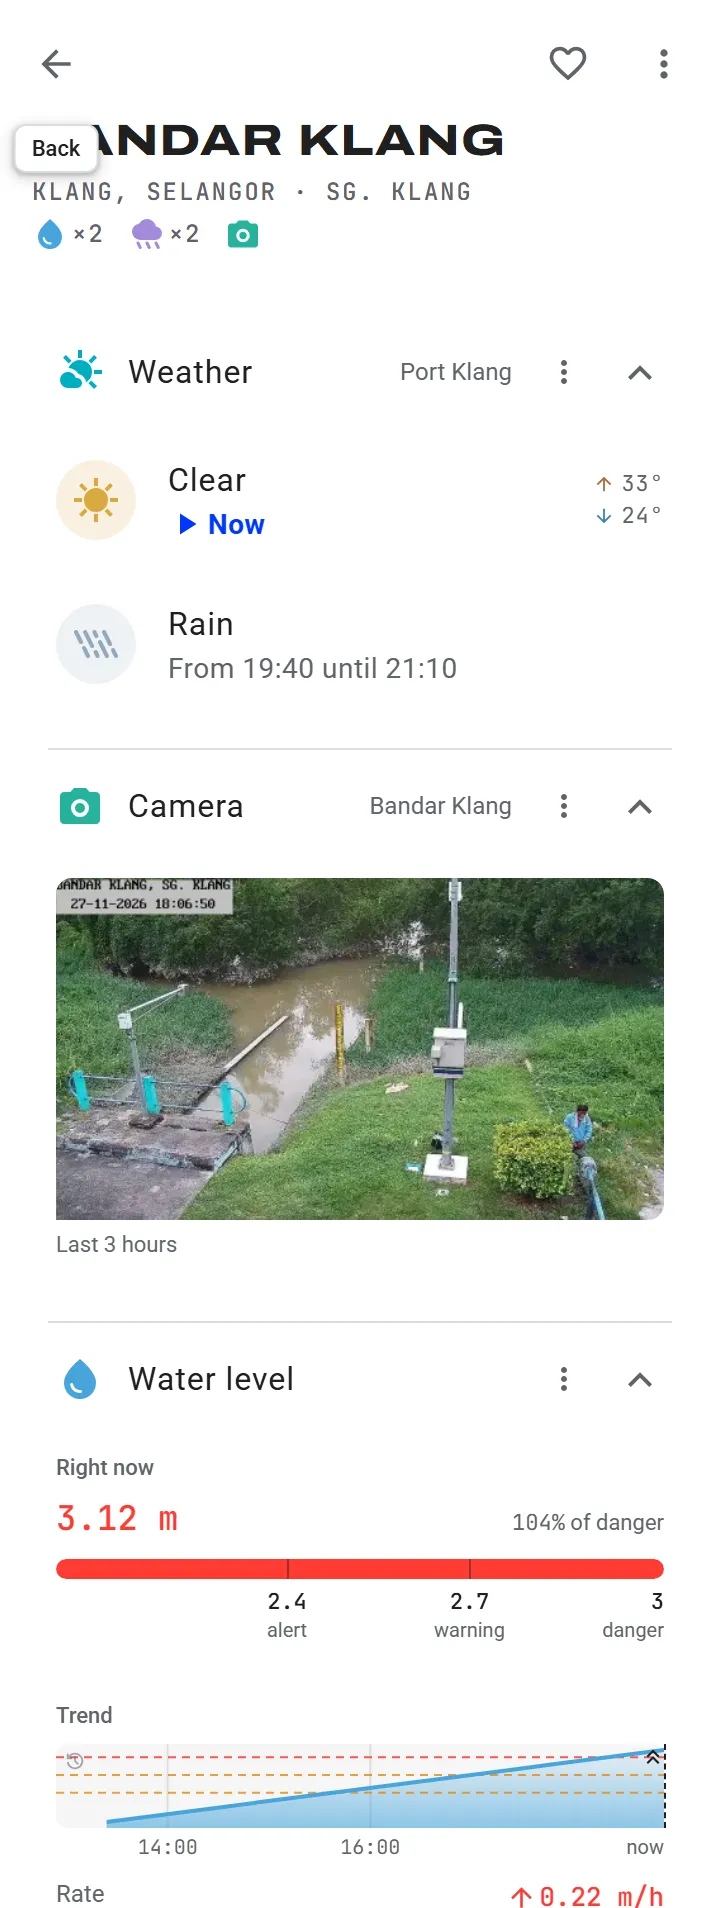 Back
ANDAR KLANG
KLANG, SELANGOR · SG. KLANG
×2 ×2
Weather Port Klang
Clear
33°
Now
24°
Rain
From 19:40 until 21:10
Camera Bandar Klang
BANDAR KLANG, SG. KLANG
27-11-2026 18:06:50
Last 3 hours
Water level
Right now
3.12 m 104% of danger
2.4 2.7 3
alert warning danger
Trend
14:00 16:00 now
Rate 0.22 m/h